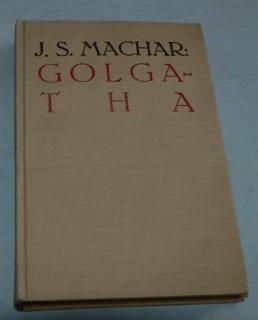 J. S. MACHAR:
GOLGA-
THA